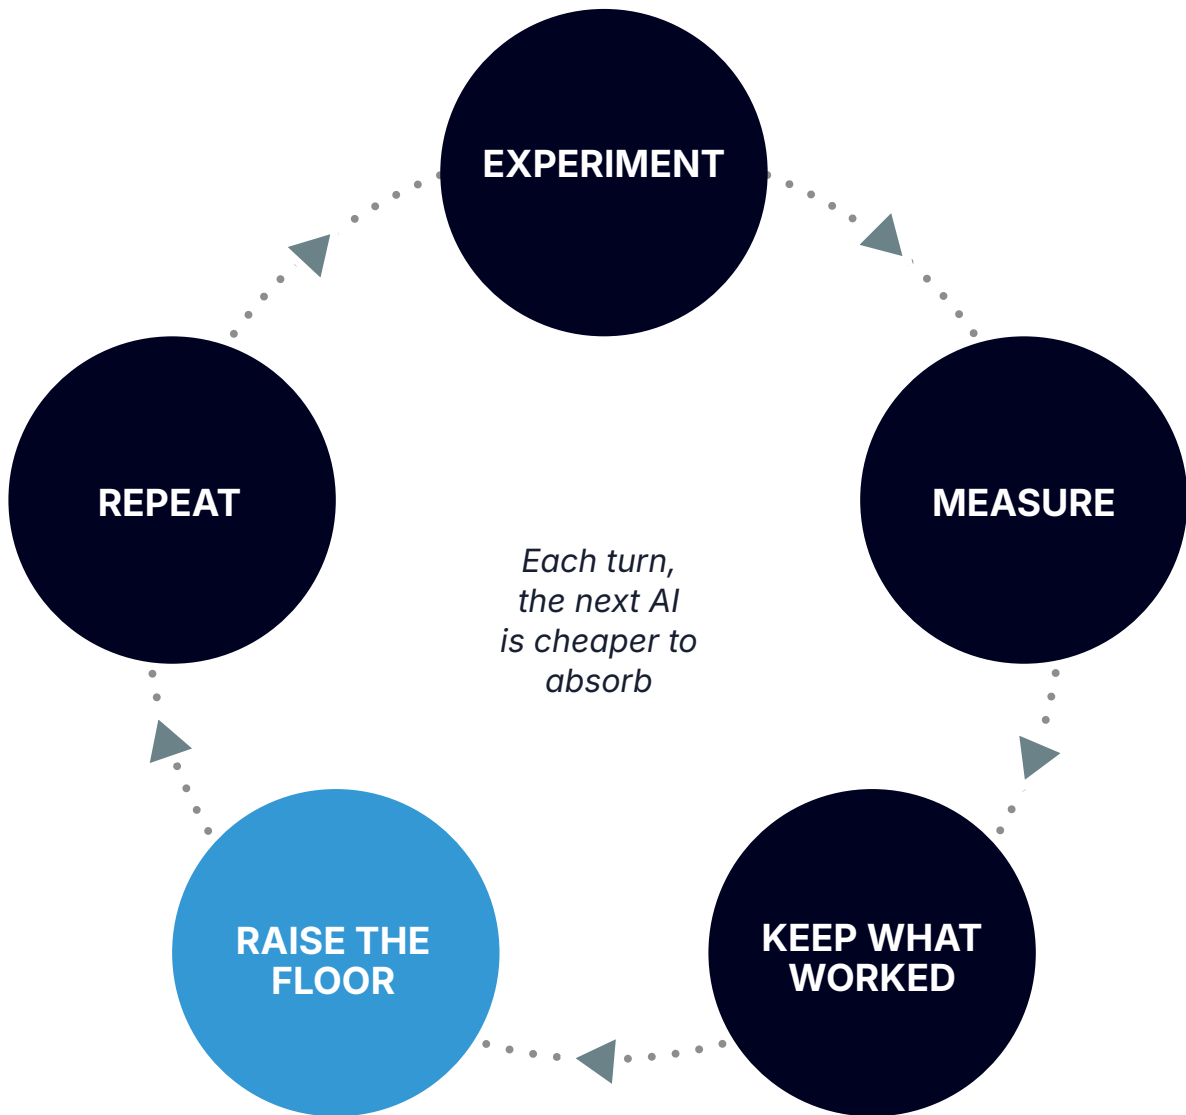 EXPERIMENT
MEASURE
KEEP WHAT
WORKED
RAISE THE
FLOOR
REPEAT
Each turn,
the next AI
is cheaper to
absorb